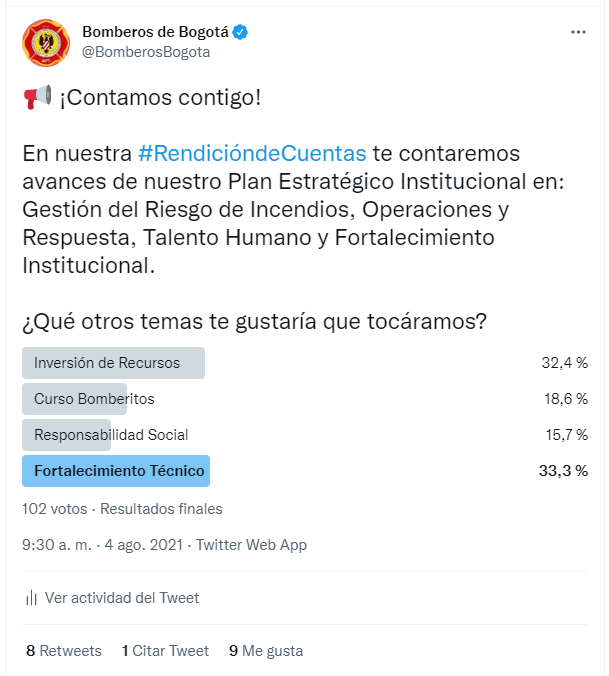 Bomberos de Bogotá
@BomberosBogota
¡Contamos contigo!
En nuestra #RendicióndeCuentas te contaremos
avances de nuestro Plan Estratégico Institucional en:
Gestión del Riesgo de Incendios, Operaciones y
Respuesta, Talento Humano y Fortalecimiento
Institucional.
¿Qué otros temas te gustaría que tocáramos?
Inversión de Recursos 32,4 %
Curso Bomberitos 18,6 %
Responsabilidad Social 15,7 %
Fortalecimiento Técnico 33,3 %
102 votos · Resultados finales
9:30 a. m. · 4 ago. 2021 · Twitter Web App
Ver actividad del Tweet
8 Retweets 1 Citar Tweet 9 Me gusta